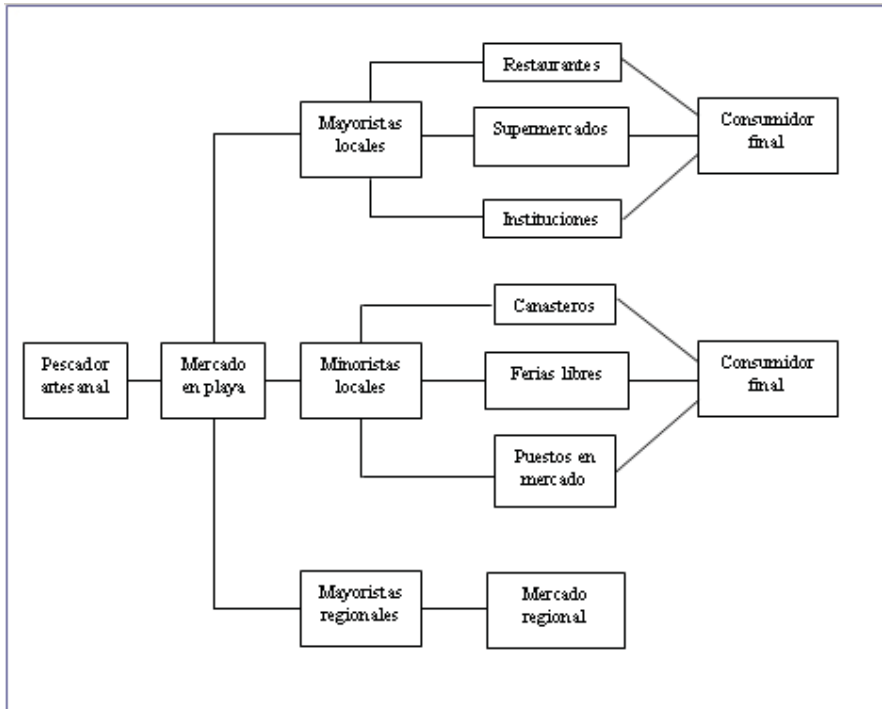 Restaurantes
Mayoristas
locales
Supermercados
Consumidor
final
Instituciones
Canasteros
Pescador
artesanal
Mercado
en playa
Minoristas
locales
Ferias libres
Consumidor
final
Puestos en
mercado
Mayoristas
regionales
Mercado
regional